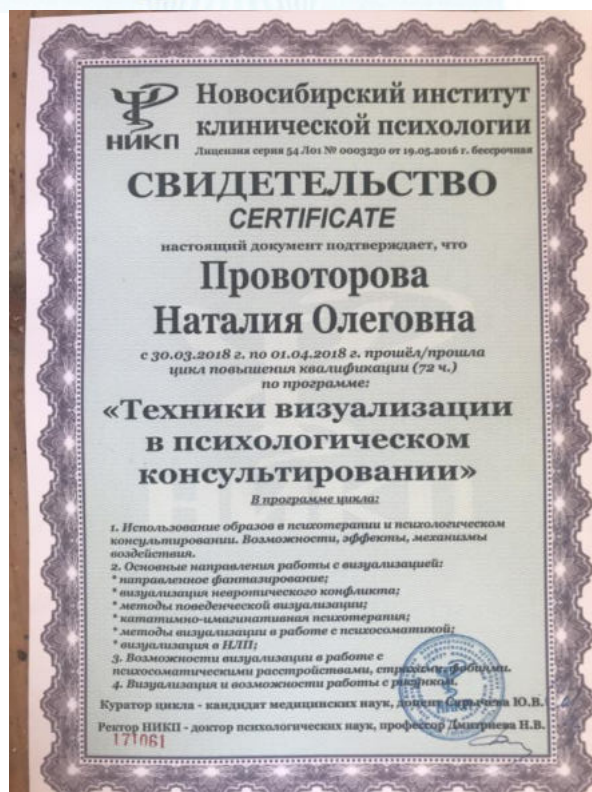 НИКП
Новосибирский институт
клинической психологии
Лицензия серия 54 Л01 № 0003230 от 19.05.2016 г. бессрочная
СВИДЕТЕЛЬСТВО
CERTIFICATE
настоящий документ подтверждает, что
Провоторова
Наталия Олеговна
с 30.03.2018 г. по 01.04.2018 г. прошёл/прошла
цикл повышения квалификации (72 ч.)
по программе:
«Техники визуализации
в психологическом
консультировании»
В программе цикла:
1. Использование образов в психотерапии и психологическом
консультировании. Возможности, эффекты, механизмы
воздействия.
2. Основные направления работы с визуализацией:
* направленное фантазирование;
* визуализация невротического конфликта;
* методы поведенческой визуализации;
* кататимно-имагинативная психотерапия;
* методы визуализации в работе с психосоматикой;
* визуализация в НЛП;
3. Возможности визуализации в работе с
психосоматическими расстройствами, страхами, фобиями.
4. Визуализация и возможности работы с рисунком.
Куратор цикла - кандидат медицинских наук, доцент Сарычева Ю.В.
Ректор НИКП - доктор психологических наук, профессор Дмитриева Н.В.
171061